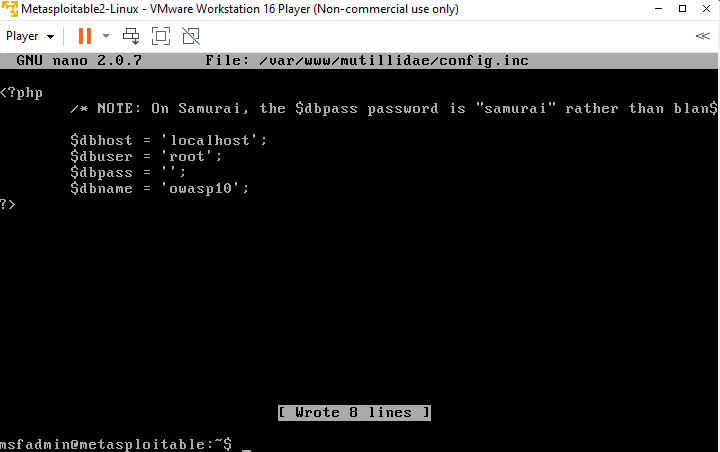 Metasploitable2-Linux - VMware Workstation 16 Player (Non-commercial use only)
Player
GNU nano 2.0.7 File: /var/www/mutillidae/config.inc
<?php
/* NOTE: On Samurai, the $dbpass password is "samurai" rather than blan$
$dbhost = 'localhost';
$dbuser = 'root';
$dbpass = '';
$dbname = 'owasp10';
?>
[ Wrote 8 lines ]
msfadmin@metasploitable:~$ _